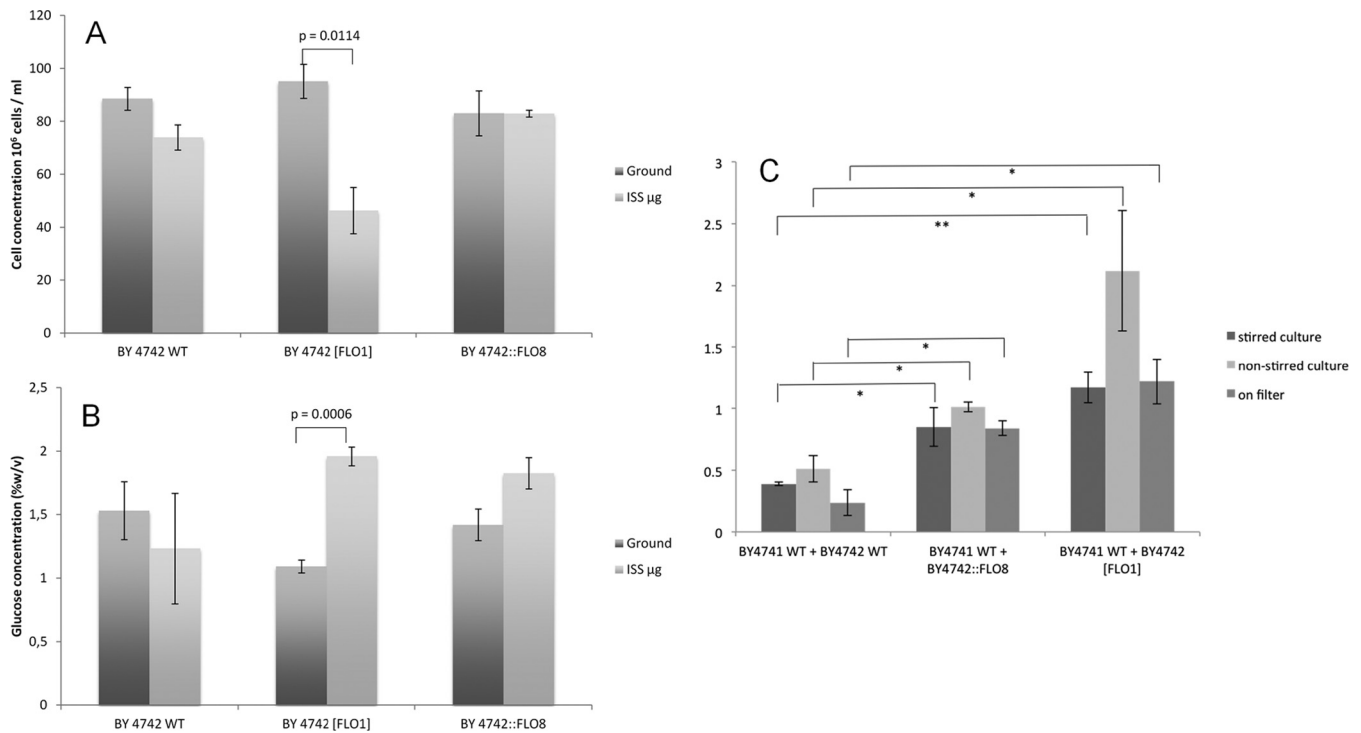 A
120
100
80
60
40
20
0
Cell concentration 10⁶ cells / ml
p = 0.0114
BY 4742 WT
BY 4742 [FLO1]
BY 4742::FLO8
Ground
ISS µg
B
2,5
2
1,5
1
0,5
0
Glucose concentration (%w/v)
p = 0.0006
BY 4742 WT
BY 4742 [FLO1]
BY 4742::FLO8
Ground
ISS µg
C
3
2.5
2
1.5
1
0.5
0
*
*
**
*
*
*
BY4741 WT + BY4742 WT
BY4741 WT +
BY4742::FLO8
BY4741 WT + BY4742
[FLO1]
stirred culture
non-stirred culture
on filter